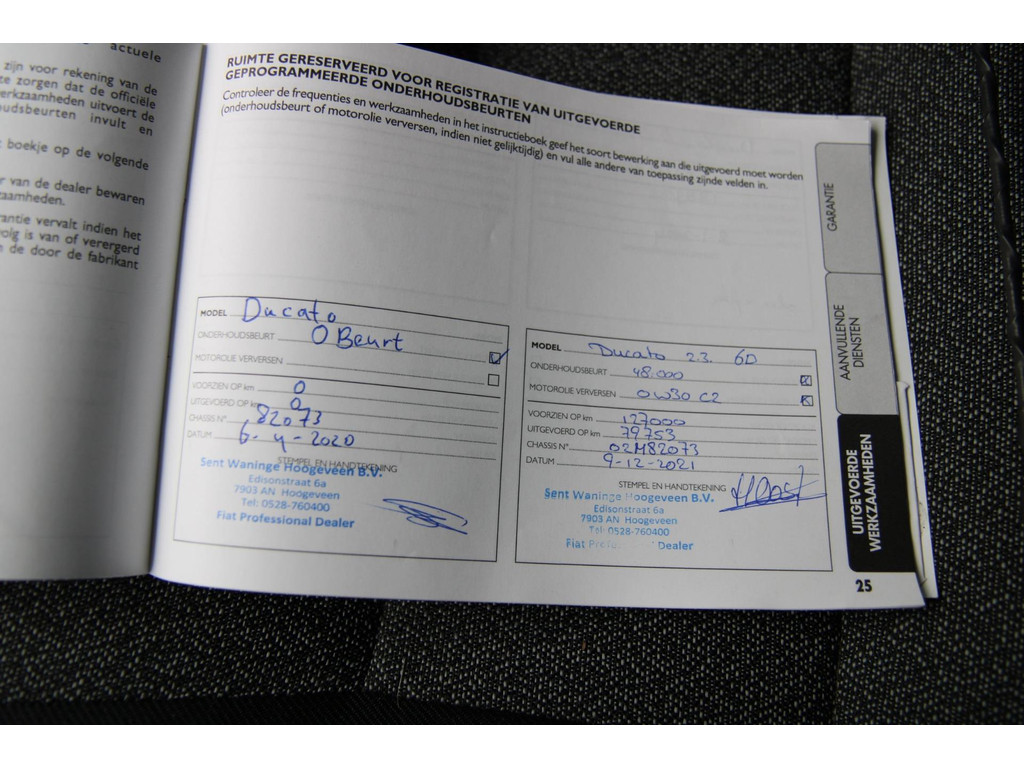 actuele
zijn voor rekening van de
te zorgen dat de officiële
erkzaamheden uitvoert de
oudsbeurten invult en
boekje op de volgende
r van de dealer bewaren
aamheden.
rantie vervalt indien het
volg is van of verergerd
n de door de fabrikant
RUIMTE GERESERVEERD VOOR REGISTRATIE VAN UITGEVOERDE
GEPROGRAMMEERDE ONDERHOUDSBEURTEN
Controleer de frequenties en werkzaamheden in het instructieboek geef het soort bewerking aan die uitgevoerd moet worden
(onderhoudsbeurt of motorolie verversen, indien niet gelijktijdig) en vul alle andere van toepassing zijnde velden in.
MODEL Ducato
ONDERHOUDSBEURT O Beurt
MOTOROLIE VERVERSEN
VOORZIEN OP km 0
UITGEVOERD OP km 0
CHASSIS N° 82073
DATUM 6-4-2020
STEMPEL EN HANDTEKENING
Sent Waninge Hoogeveen B.V.
Edisonstraat 6a
7903 AN Hoogeveen
Tel: 0528-760400
Fiat Professional Dealer
MODEL Ducato 2.3. 6D
ONDERHOUDSBEURT 48.000
MOTOROLIE VERVERSEN 0W30 C2
VOORZIEN OP km 127000
UITGEVOERD OP km 79753
CHASSIS N° 02M82073
DATUM 9-12-2021
STEMPEL EN HANDTEKENING
Sent Waninge Hoogeveen B.V.
Edisonstraat 6a
7903 AN Hoogeveen
Tel: 0528-760400
Fiat Dealer
GARANTIE
AANVULLENDE
DIENSTEN
UITGEVOERDE
WERKZAAMHEDEN
25